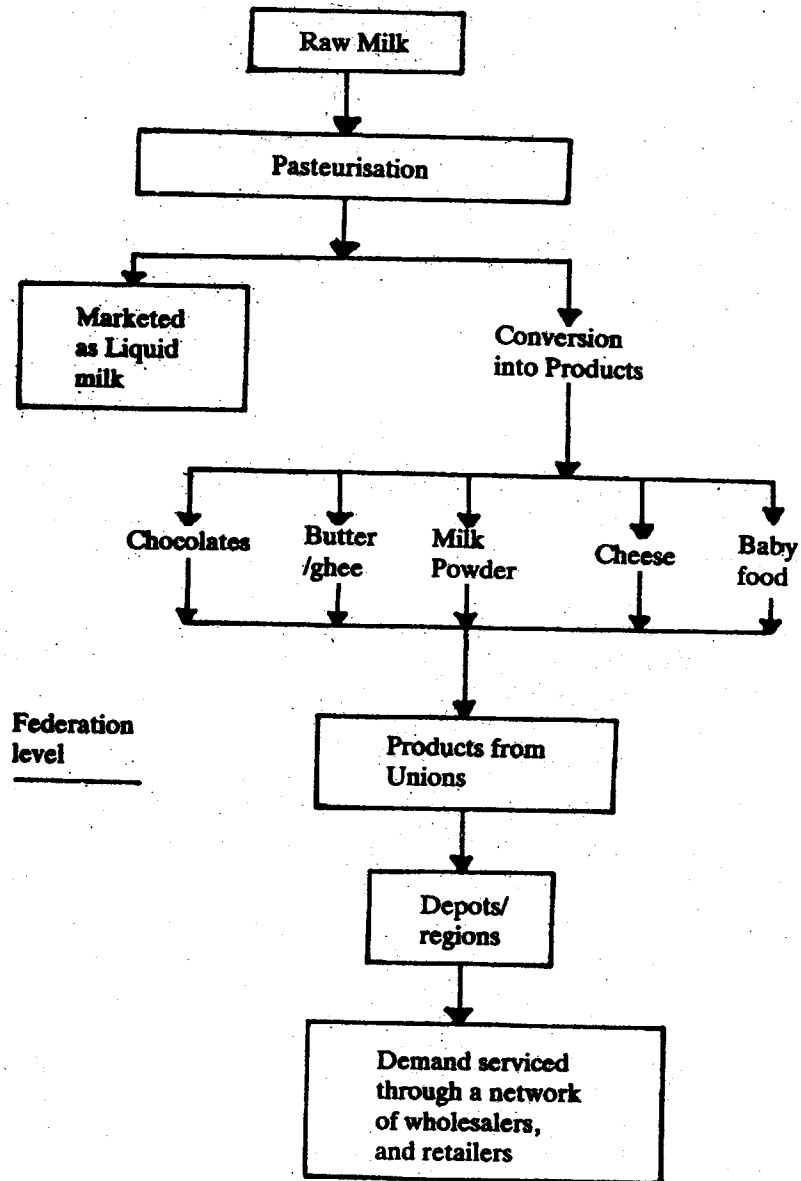 Raw Milk
Pasteurisation
Marketed
as Liquid
milk
Conversion
into Products
Chocolates
Butter
/ghee
Milk
Powder
Cheese
Baby
food
Federation
level
Products from
Unions
Depots/
regions
Demand serviced
through a network
of wholesalers,
and retailers